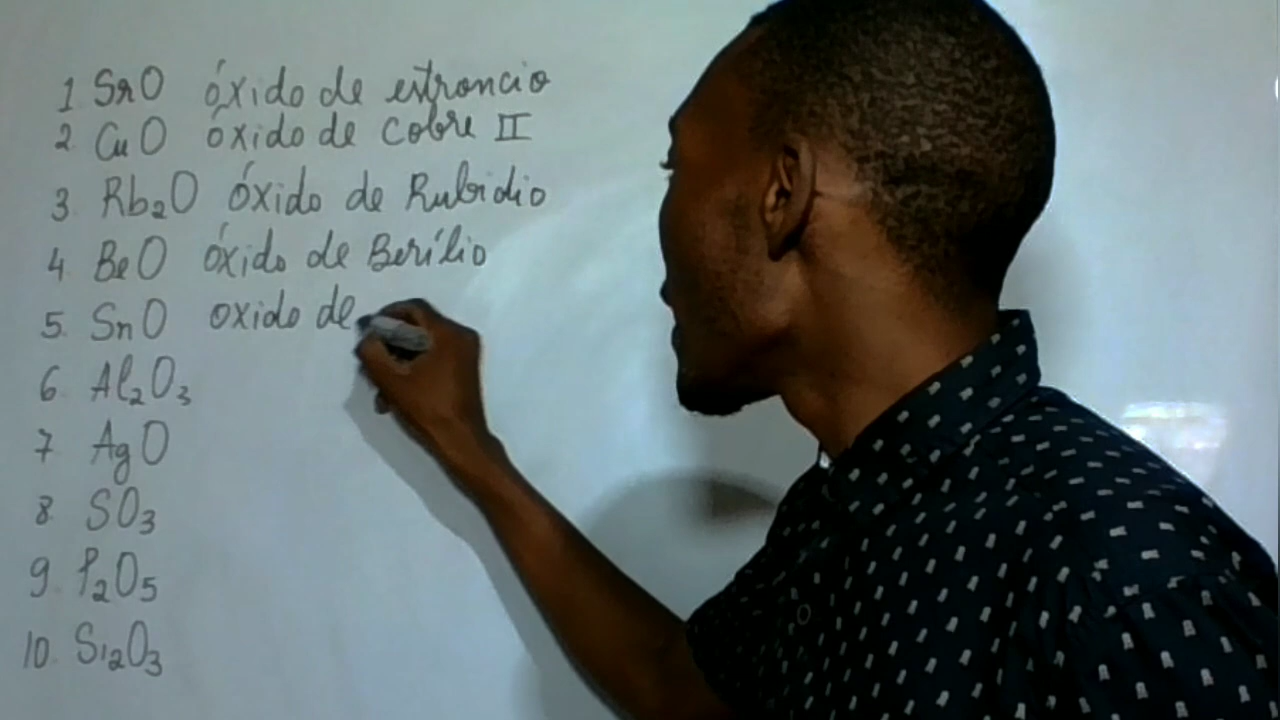 1 SrO óxido de estroncio
2 CuO óxido de Cobre II
3. Rb₂O óxido de Rubidio
4. BeO óxido de Berílio
5. SnO oxido de
6 Al₂O₃
7 AgO
8. SO₃
9. P₂O₅
10. Si₂O₃